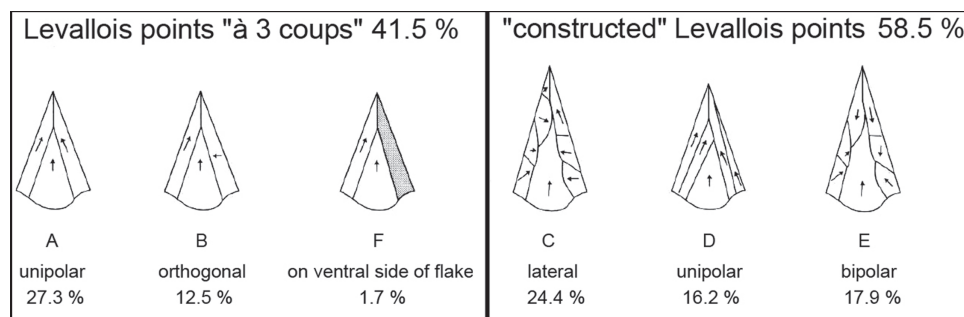 Levallois points "à 3 coups" 41.5 %
A
B
F
unipolar
orthogonal
on ventral side of flake
27.3 %
12.5 %
1.7 %
"constructed" Levallois points 58.5 %
C
D
E
lateral
unipolar
bipolar
24.4 %
16.2 %
17.9 %